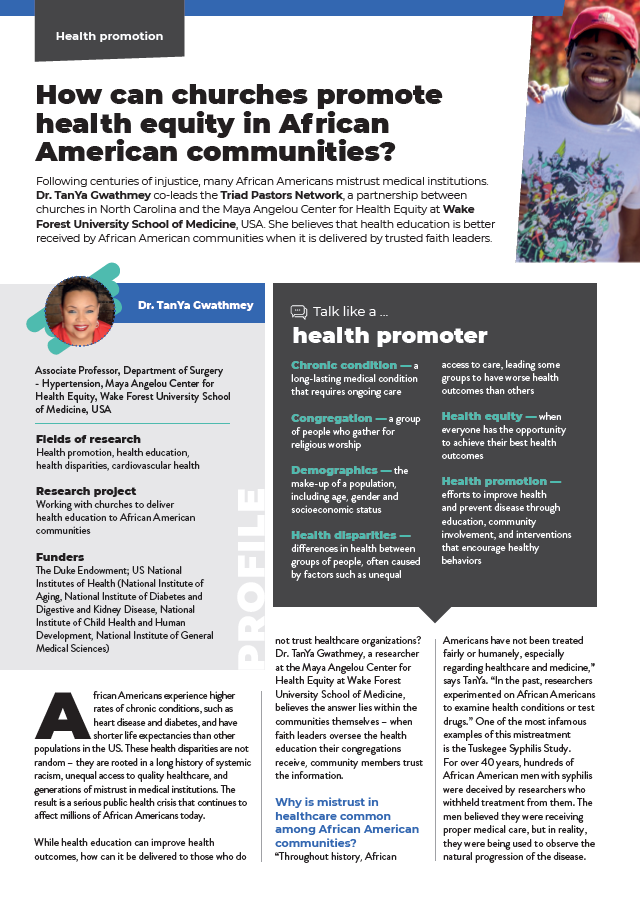 Health promotion
How can churches promote
health equity in African
American communities?
Following centuries of injustice, many African Americans mistrust medical institutions.
Dr. TanYa Gwathmey co-leads the Triad Pastors Network, a partnership between
churches in North Carolina and the Maya Angelou Center for Health Equity at Wake
Forest University School of Medicine, USA. She believes that health education is better
received by African American communities when it is delivered by trusted faith leaders.
Dr. TanYa Gwathmey
Associate Professor, Department of Surgery
- Hypertension, Maya Angelou Center for
Health Equity, Wake Forest University School
of Medicine, USA
Fields of research
Health promotion, health education,
health disparities, cardiovascular health
Research project
Working with churches to deliver
health education to African American
communities
Funders
The Duke Endowment; US National
Institutes of Health (National Institute of
Aging, National Institute of Diabetes and
Digestive and Kidney Disease, National
Institute of Child Health and Human
Development, National Institute of General
Medical Sciences)
PROFILE
Talk like a ...
health promoter
Chronic condition — a
long-lasting medical condition
that requires ongoing care
Congregation — a group
of people who gather for
religious worship
Demographics — the
make-up of a population,
including age, gender and
socioeconomic status
Health disparities —
differences in health between
groups of people, often caused
by factors such as unequal
access to care, leading some
groups to have worse health
outcomes than others
Health equity — when
everyone has the opportunity
to achieve their best health
outcomes
Health promotion —
efforts to improve health
and prevent disease through
education, community
involvement, and interventions
that encourage healthy
behaviors
African Americans experience higher
rates of chronic conditions, such as
heart disease and diabetes, and have
shorter life expectancies than other
populations in the US. These health disparities are not
random – they are rooted in a long history of systemic
racism, unequal access to quality healthcare, and
generations of mistrust in medical institutions. The
result is a serious public health crisis that continues to
affect millions of African Americans today.
While health education can improve health
outcomes, how can it be delivered to those who do
not trust healthcare organizations?
Dr. TanYa Gwathmey, a researcher
at the Maya Angelou Center for
Health Equity at Wake Forest
University School of Medicine,
believes the answer lies within the
communities themselves – when
faith leaders oversee the health
education their congregations
receive, community members trust
the information.
Why is mistrust in
healthcare common
among African American
communities?
“Throughout history, African
Americans have not been treated
fairly or humanely, especially
regarding healthcare and medicine,”
says TanYa. “In the past, researchers
experimented on African Americans
to examine health conditions or test
drugs.” One of the most infamous
examples of this mistreatment
is the Tuskegee Syphilis Study.
For over 40 years, hundreds of
African American men with syphilis
were deceived by researchers who
withheld treatment from them. The
men believed they were receiving
proper medical care, but in reality,
they were being used to observe the
natural progression of the disease.